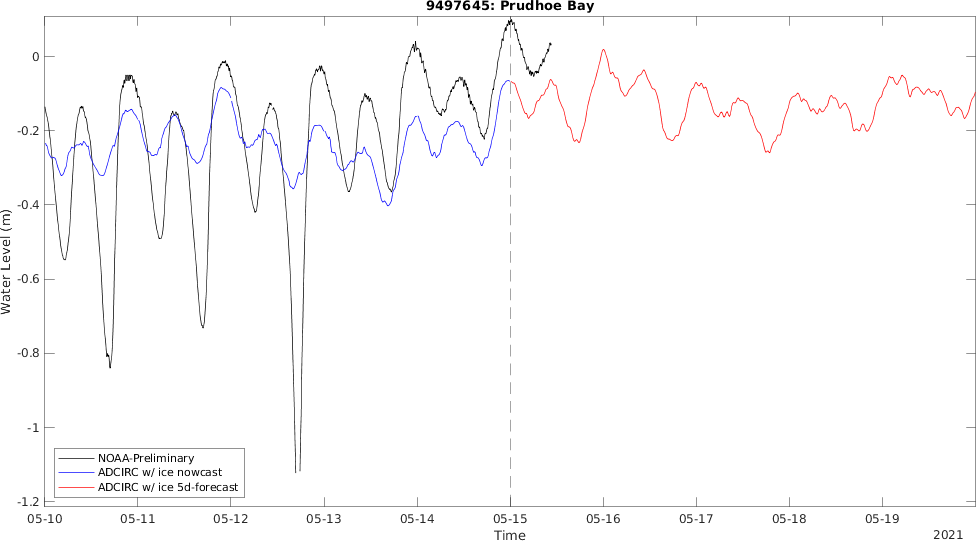 9497645: Prudhoe Bay
0
-0.2
-0.4
-0.6
-0.8
-1
-1.2
Water Level (m)
NOAA-Preliminary
ADCIRC w/ ice nowcast
ADCIRC w/ ice 5d-forecast
05-10 05-11 05-12 05-13 05-14 05-15 05-16 05-17 05-18 05-19
Time
2021